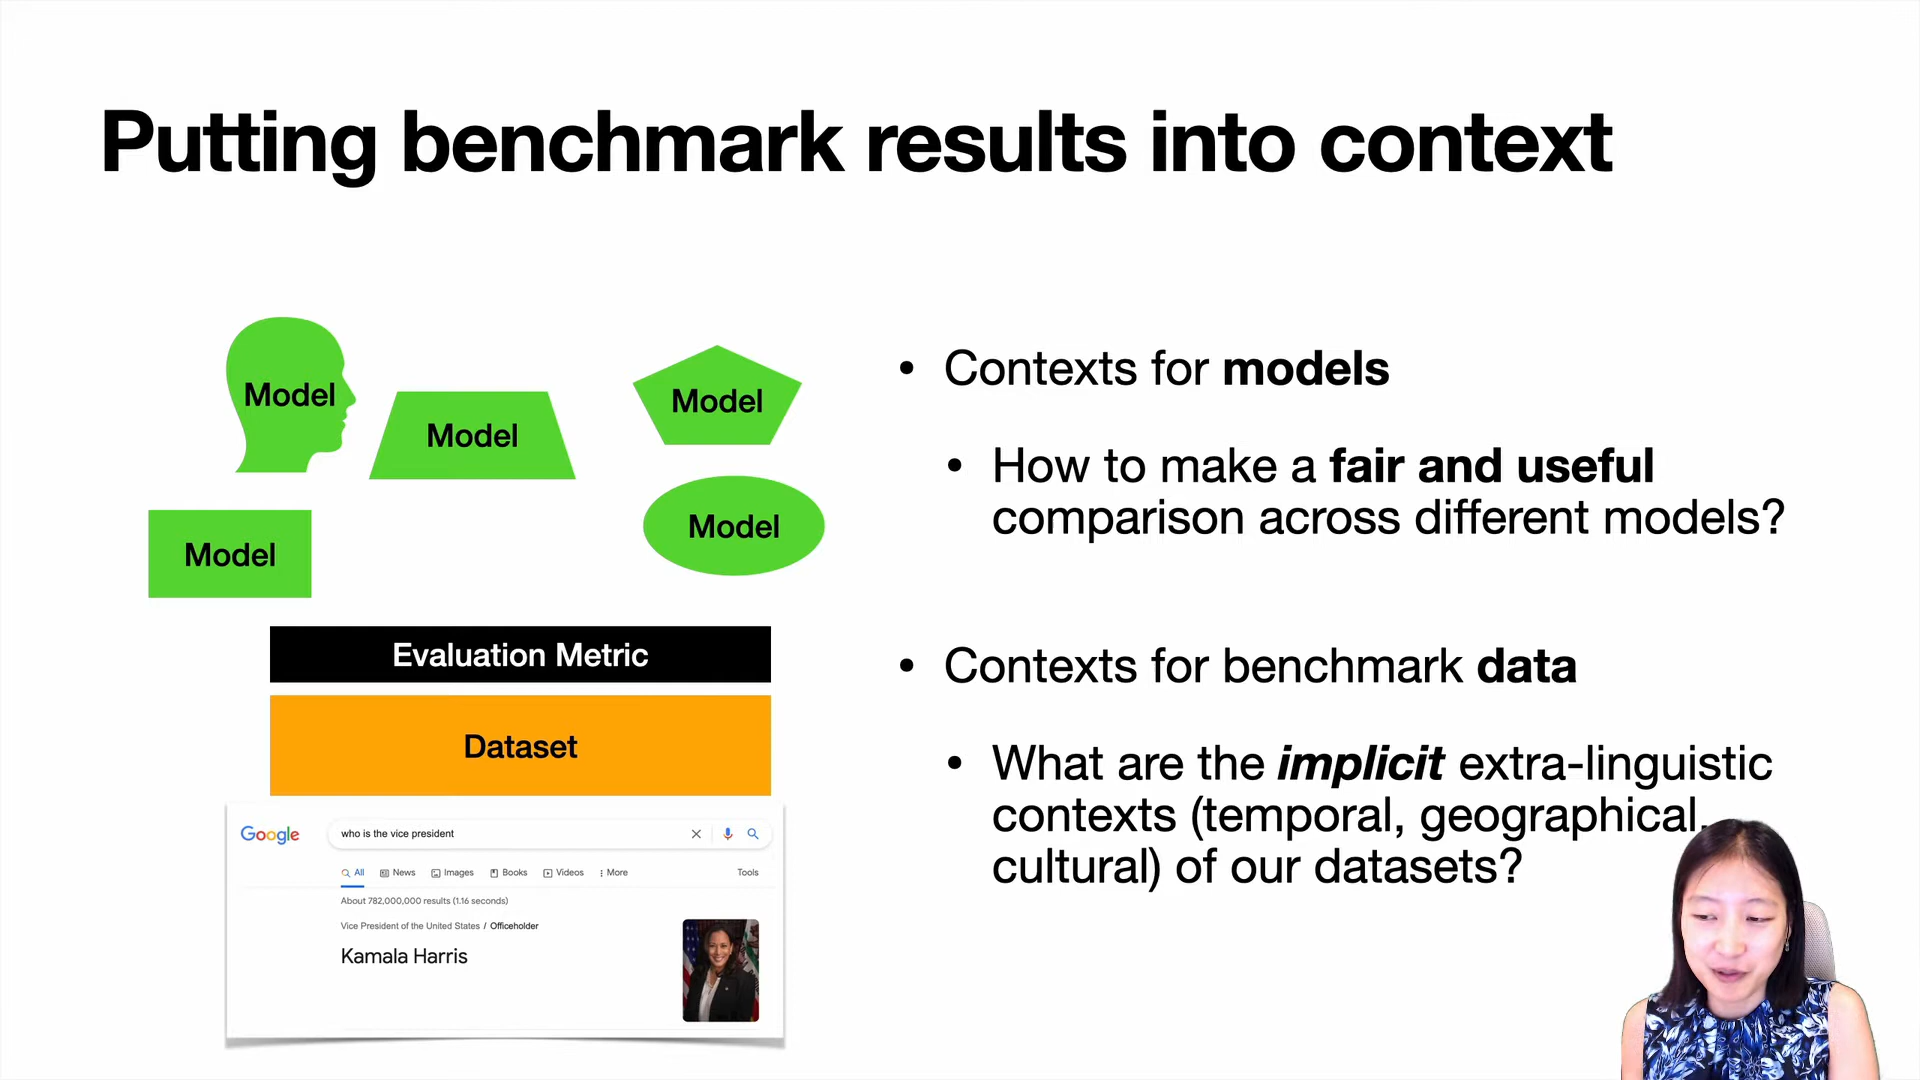 Putting benchmark results into context
Model
Model
Model
Model
Model
Evaluation Metric
Dataset
Google
who is the vice president
All News Images Books Videos More Tools
About 782,000,000 results (1.16 seconds)
Vice President of the United States / Officeholder
Kamala Harris
• Contexts for models
• How to make a fair and useful
comparison across different models?
• Contexts for benchmark data
• What are the implicit extra-linguistic
contexts (temporal, geographical,
cultural) of our datasets?